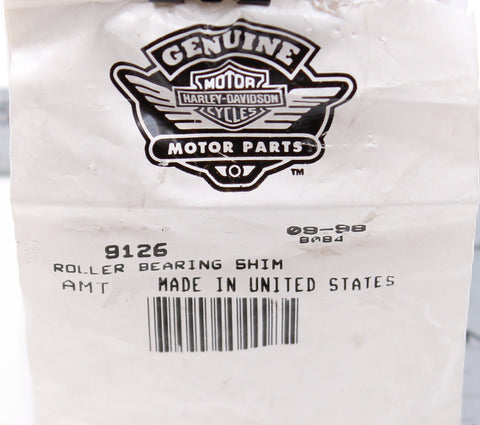 GENUINE
MOTOR
HARLEY-DAVIDSON
CYCLES
MOTOR PARTS
TM
09-98
8084
9126
ROLLER BEARING SHIM
AMT MADE IN UNITED STATES